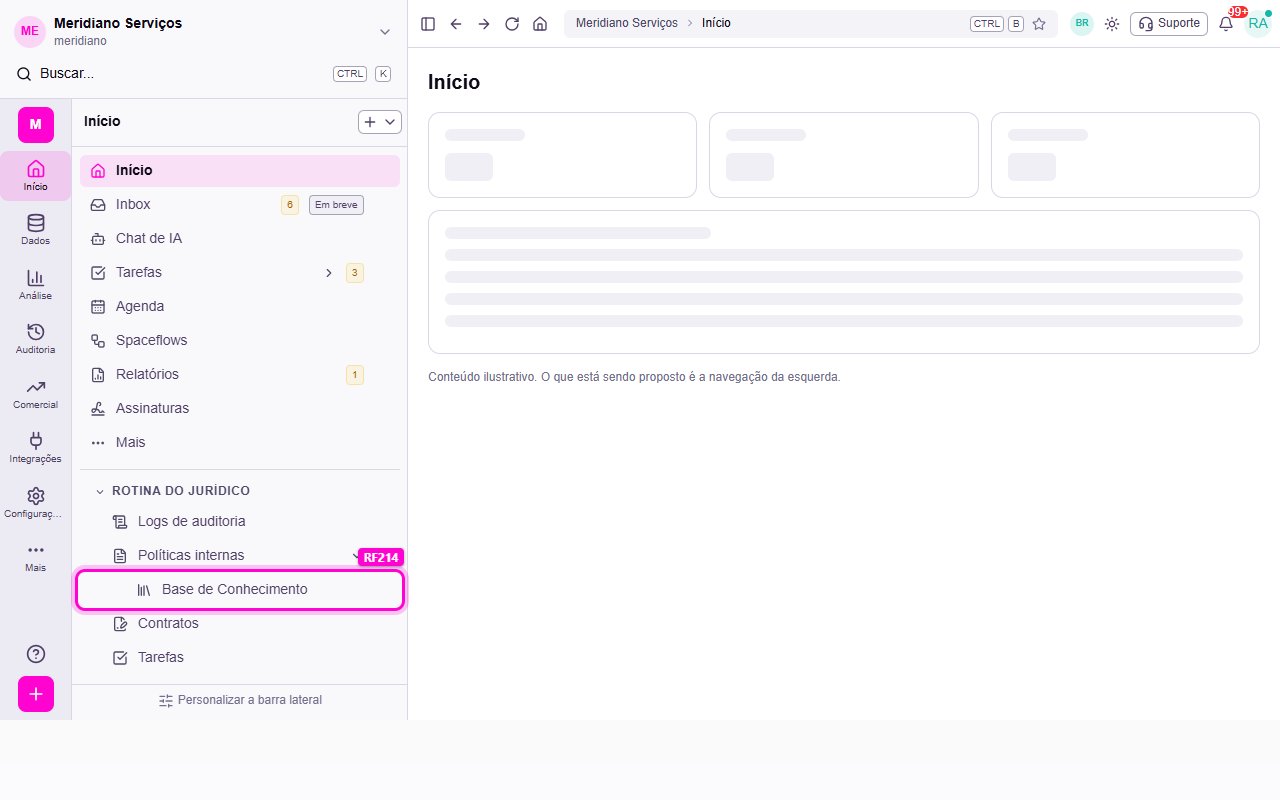 ME
Meridiano Serviços
meridiano
Buscar...
CTRL
K
M
Início
Dados
Análise
Auditoria
Comercial
Integrações
Configuraç...
Mais
Início
Início
Inbox
6
Em breve
Chat de IA
Tarefas
3
Agenda
Spaceflows
Relatórios
1
Assinaturas
Mais
ROTINA DO JURÍDICO
Logs de auditoria
Políticas internas
RF214
Base de Conhecimento
Contratos
Tarefas
Personalizar a barra lateral
Meridiano Serviços
Início
CTRL
B
BR
Suporte
99+
RA
Início
Conteúdo ilustrativo. O que está sendo proposto é a navegação da esquerda.